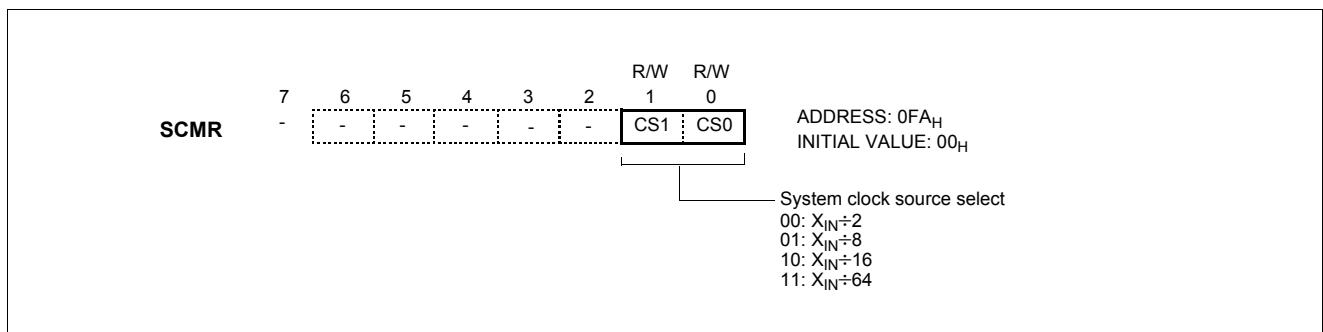 R/W R/W
7 6 5 4 3 2 1 0
SCMR - - - - - - CS1 CS0
ADDRESS: 0FAH
INITIAL VALUE: 00H
System clock source select
00: XIN÷2
01: XIN÷8
10: XIN÷16
11: XIN÷64